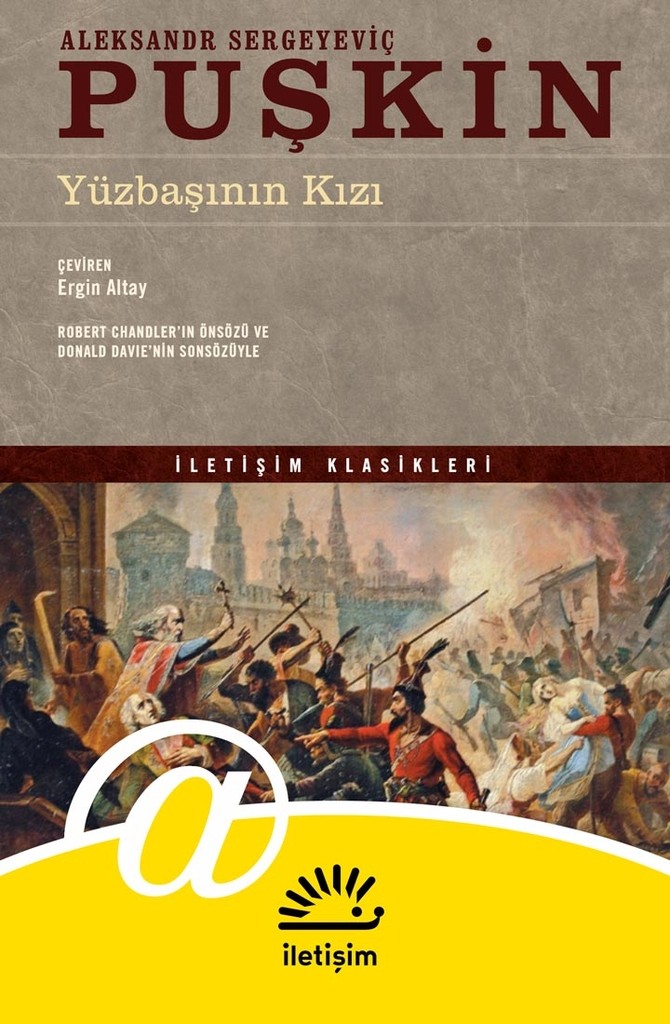 ALEKSANDR SERGEYEVİÇ
PUŞKİN
Yüzbaşının Kızı
ÇEVİREN
Ergin Altay
ROBERT CHANDLER'IN ÖNSÖZÜ VE
DONALD DAVIE'NİN SONSÖZÜYLE
İLETİŞİM KLASİKLERİ
@
iletişim